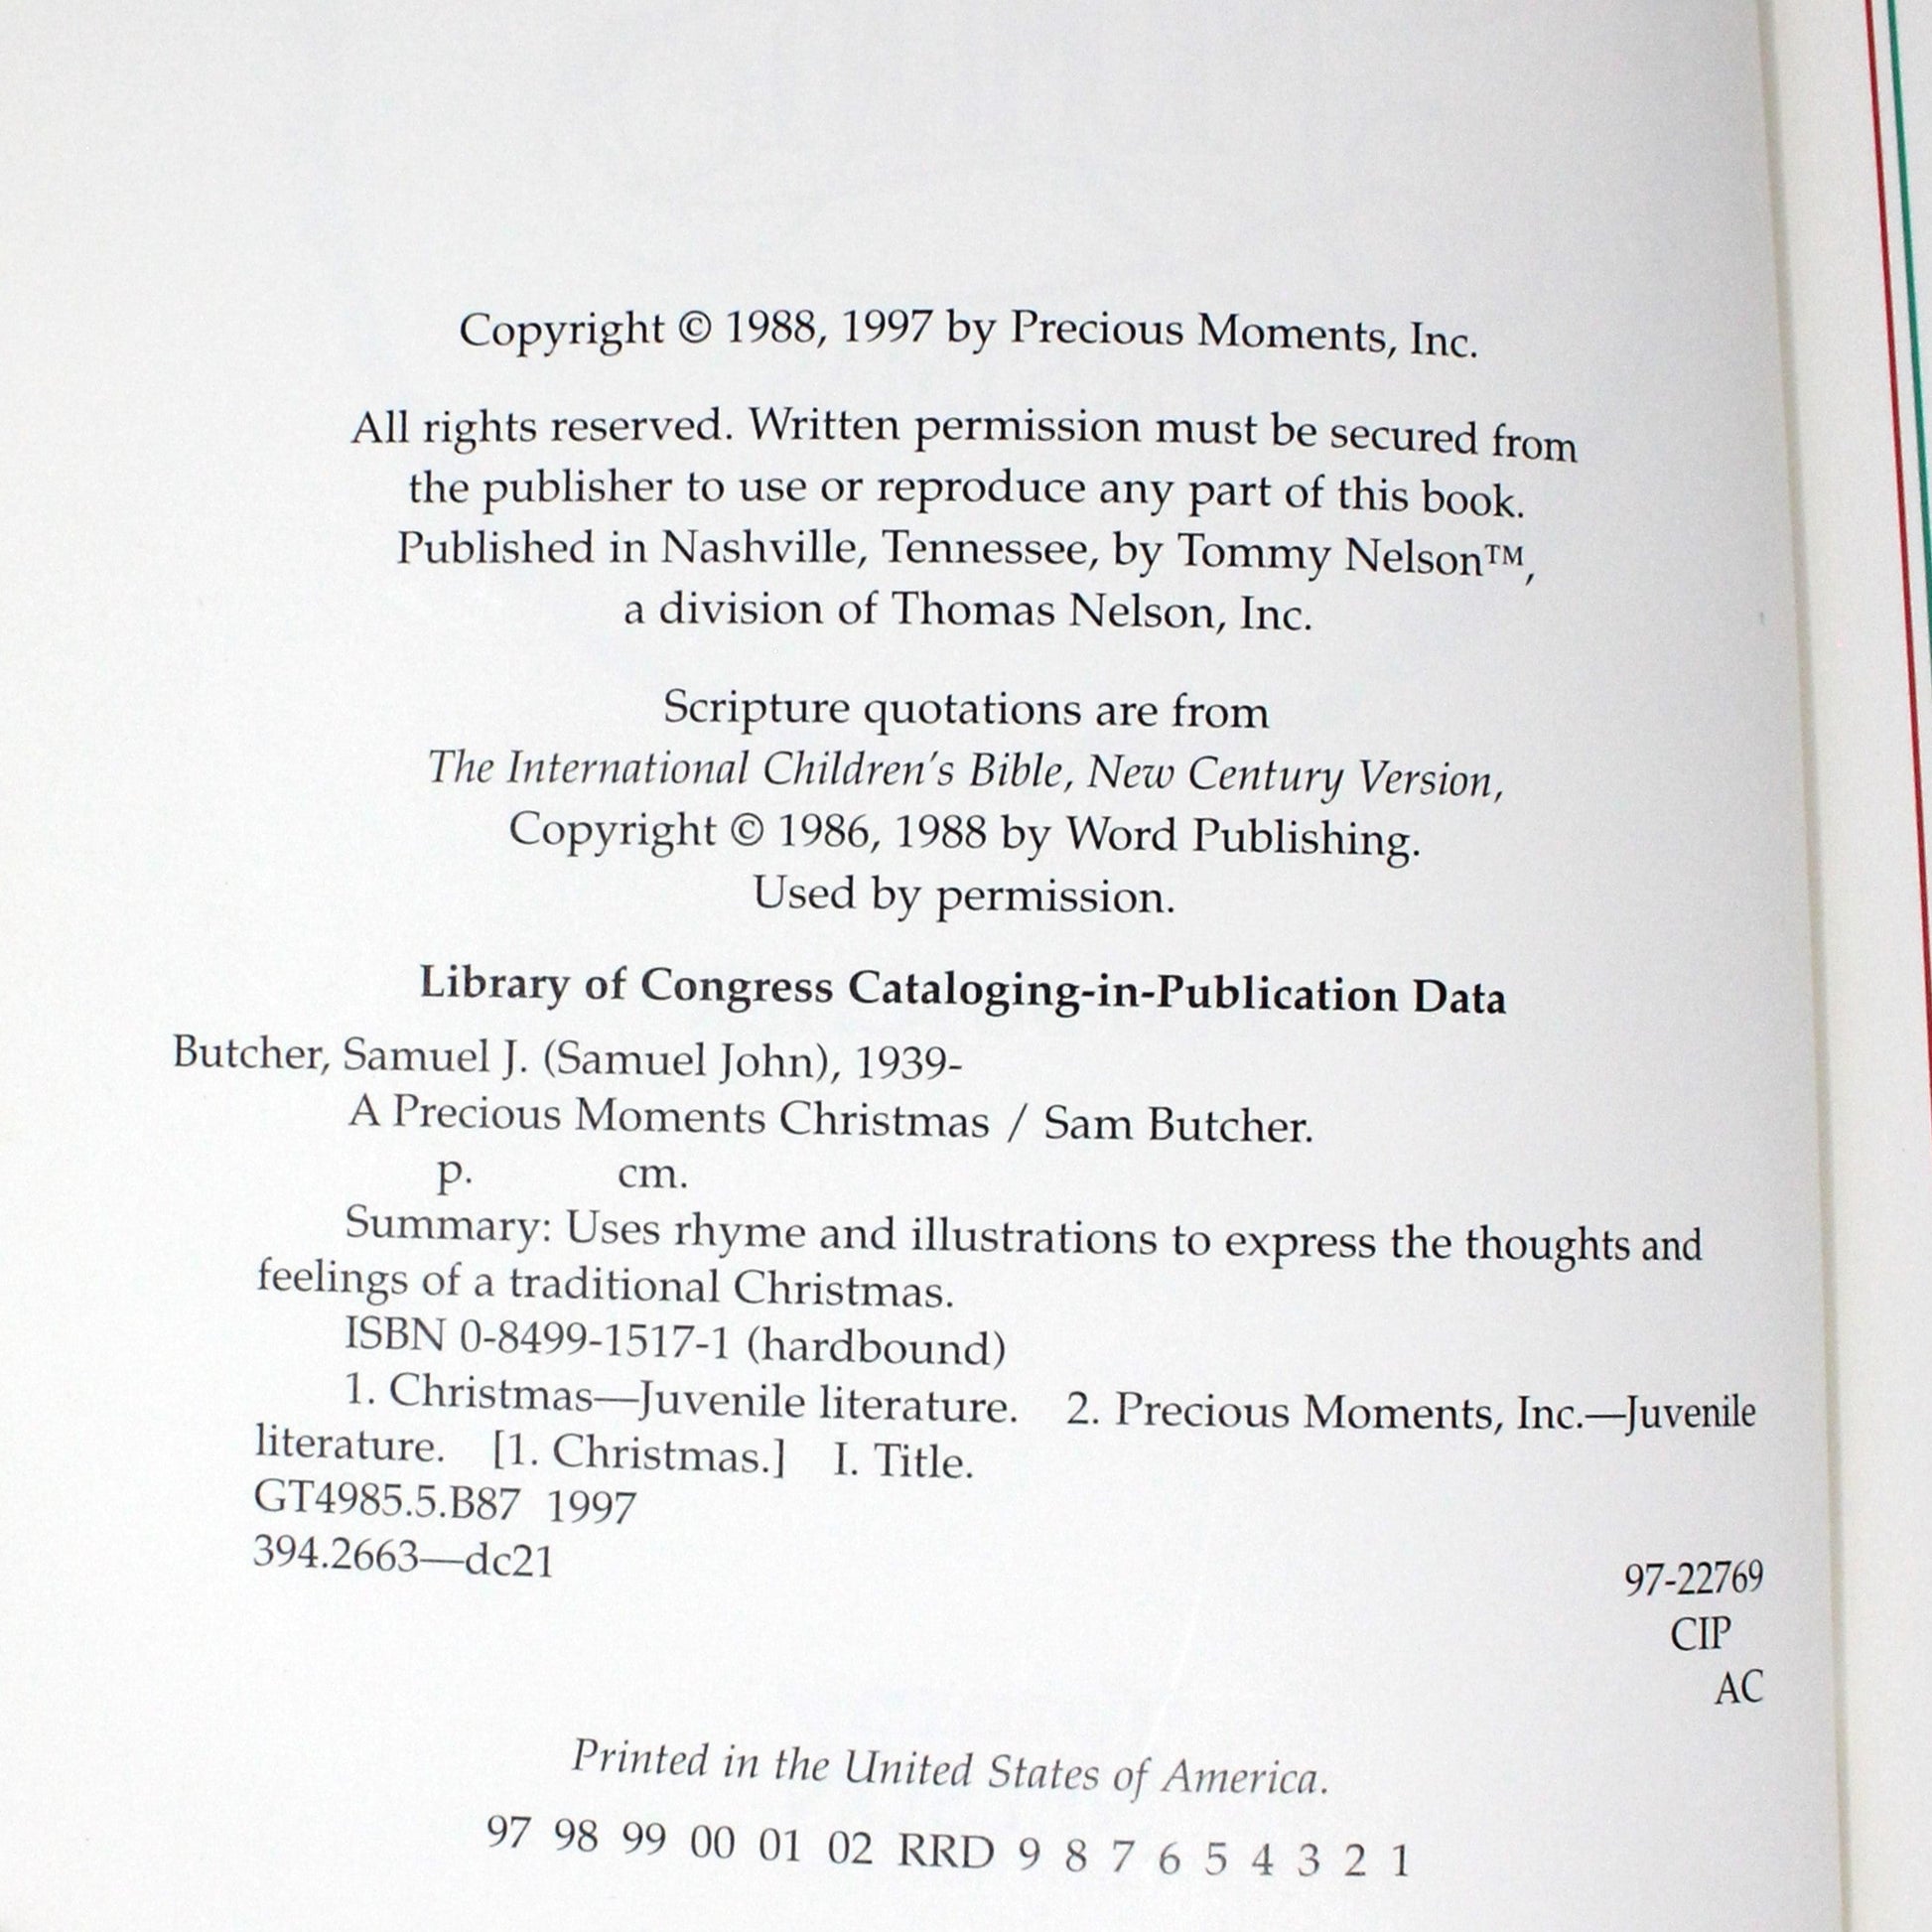 Copyright © 1988, 1997 by Precious Moments, Inc.
All rights reserved. Written permission must be secured from
the publisher to use or reproduce any part of this book.
Published in Nashville, Tennessee, by Tommy Nelson™,
a division of Thomas Nelson, Inc.
Scripture quotations are from
The International Children's Bible, New Century Version,
Copyright © 1986, 1988 by Word Publishing.
Used by permission.
Library of Congress Cataloging-in-Publication Data
Butcher, Samuel J. (Samuel John), 1939-
A Precious Moments Christmas / Sam Butcher.
p. cm.
Summary: Uses rhyme and illustrations to express the thoughts and
feelings of a traditional Christmas.
ISBN 0-8499-1517-1 (hardbound)
1. Christmas—Juvenile literature. 2. Precious Moments, Inc.—Juvenile
literature. [1. Christmas.] I. Title.
GT4985.5.B87 1997
394.2663—dc21
97-22769
CIP
AC
Printed in the United States of America.
97 98 99 00 01 02 RRD 9 8 7 6 5 4 3 2 1